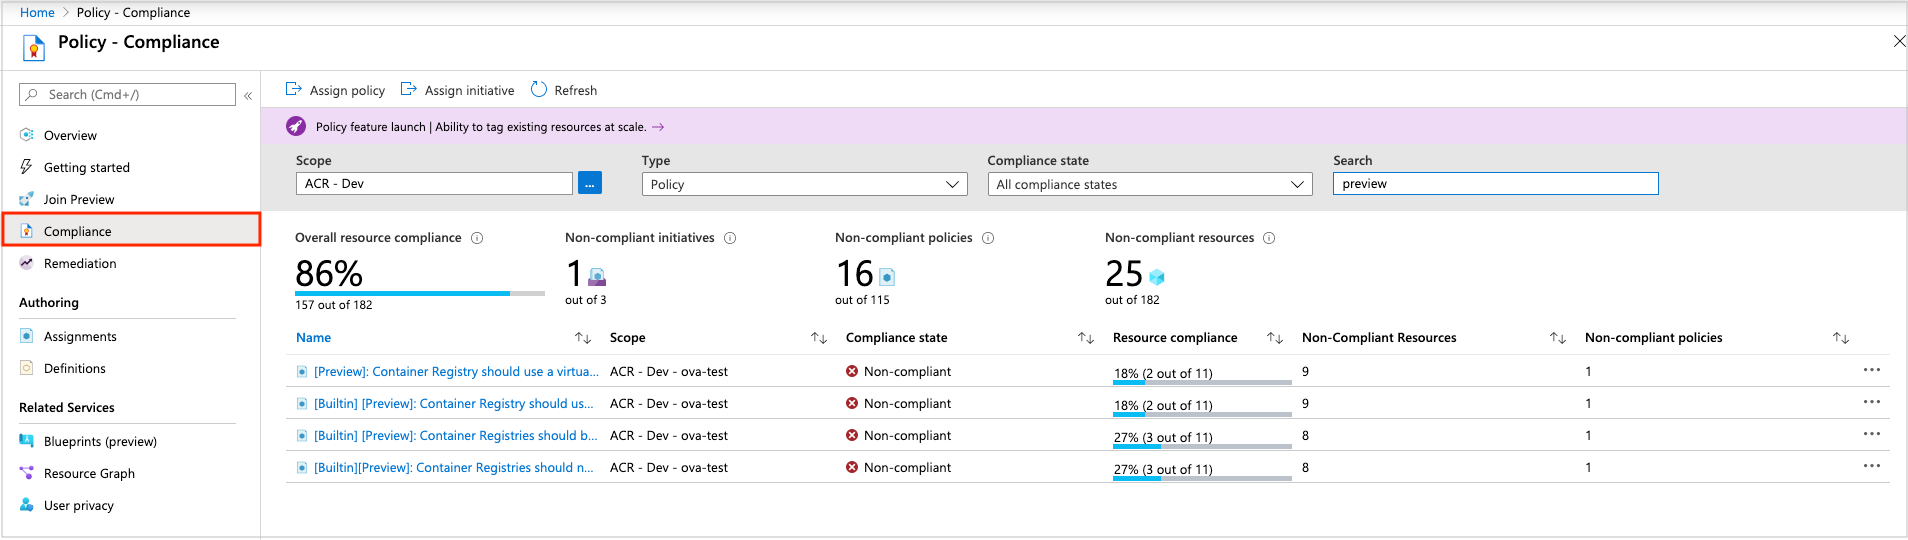 Home > Policy - Compliance
Policy - Compliance
Search (Cmd+/)
«
Overview
Getting started
Join Preview
Compliance
Remediation
Authoring
Assignments
Definitions
Related Services
Blueprints (preview)
Resource Graph
User privacy
Assign policy Assign initiative Refresh
Policy feature launch | Ability to tag existing resources at scale. →
Scope Type Compliance state Search
ACR - Dev ... Policy All compliance states preview
Overall resource compliance Non-compliant initiatives Non-compliant policies Non-compliant resources
86% 1 16 25
157 out of 182 out of 3 out of 115 out of 182
Name Scope Compliance state Resource compliance Non-Compliant Resources Non-compliant policies
[Preview]: Container Registry should use a virtua... ACR - Dev - ova-test Non-compliant 18% (2 out of 11) 9 1 ...
[Builtin] [Preview]: Container Registry should us... ACR - Dev - ova-test Non-compliant 18% (2 out of 11) 9 1 ...
[Builtin] [Preview]: Container Registries should b... ACR - Dev - ova-test Non-compliant 27% (3 out of 11) 8 1 ...
[Builtin][Preview]: Container Registries should n... ACR - Dev - ova-test Non-compliant 27% (3 out of 11) 8 1 ...